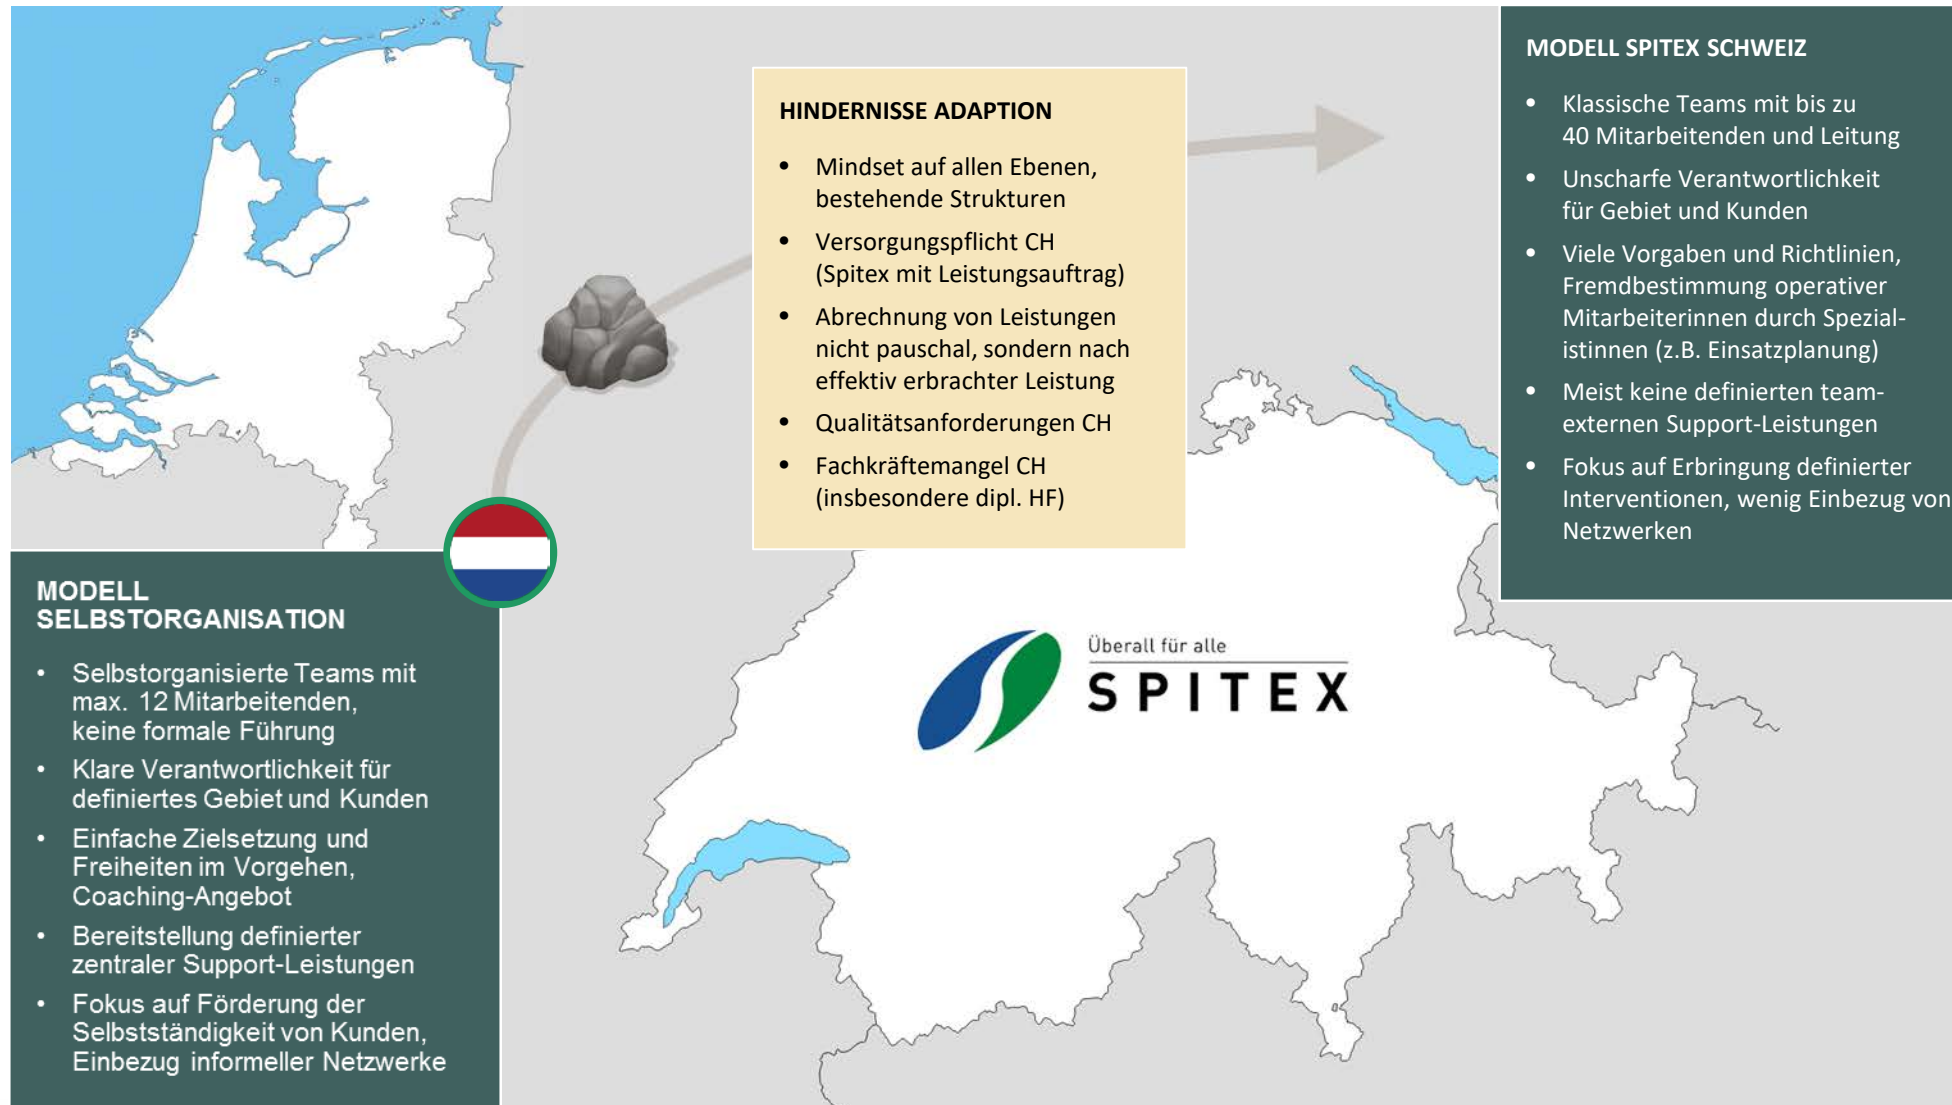 MODELL
SELBSTORGANISATION
• Selbstorganisierte Teams mit
max. 12 Mitarbeitenden,
keine formale Führung
• Klare Verantwortlichkeit für
definiertes Gebiet und Kunden
• Einfache Zielsetzung und
Freiheiten im Vorgehen,
Coaching-Angebot
• Bereitstellung definierter
zentraler Support-Leistungen
• Fokus auf Förderung der
Selbstständigkeit von Kunden,
Einbezug informeller Netzwerke
HINDERNISSE ADAPTION
• Mindset auf allen Ebenen,
bestehende Strukturen
• Versorgungspflicht CH
(Spitex mit Leistungsauftrag)
• Abrechnung von Leistungen
nicht pauschal, sondern nach
effektiv erbrachter Leistung
• Qualitätsanforderungen CH
• Fachkräftemangel CH
(insbesondere dipl. HF)
MODELL SPITEX SCHWEIZ
• Klassische Teams mit bis zu
40 Mitarbeitenden und Leitung
• Unscharfe Verantwortlichkeit
für Gebiet und Kunden
• Viele Vorgaben und Richtlinien,
Fremdbestimmung operativer
Mitarbeiterinnen durch Spezial-
istinnen (z.B. Einsatzplanung)
• Meist keine definierten team-
externen Support-Leistungen
• Fokus auf Erbringung definierter
Interventionen, wenig Einbezug von
Netzwerken
Überall für alle
SPITEX